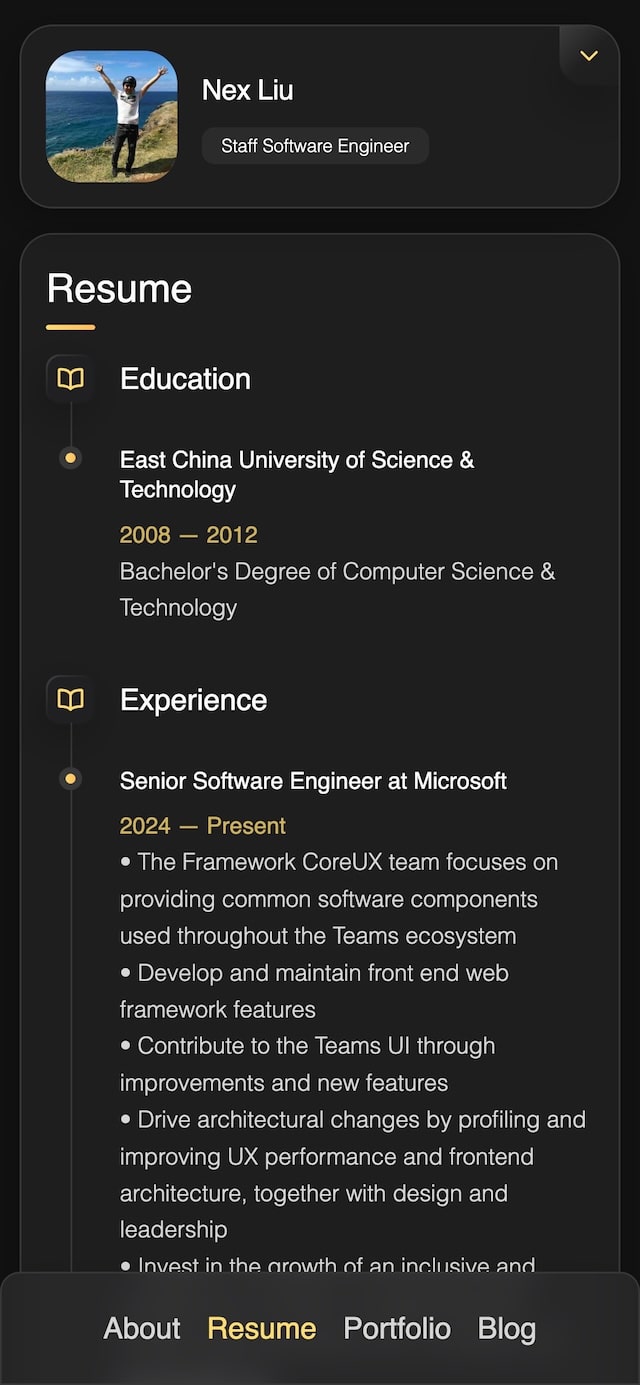 Nex Liu
Staff Software Engineer
Resume
Education
East China University of Science &
Technology
2008 — 2012
Bachelor's Degree of Computer Science &
Technology
Experience
Senior Software Engineer at Microsoft
2024 — Present
• The Framework CoreUX team focuses on
providing common software components
used throughout the Teams ecosystem
• Develop and maintain front end web
framework features
• Contribute to the Teams UI through
improvements and new features
• Drive architectural changes by profiling and
improving UX performance and frontend
architecture, together with design and
leadership
• Invest in the growth of an inclusive and
About Resume Portfolio Blog